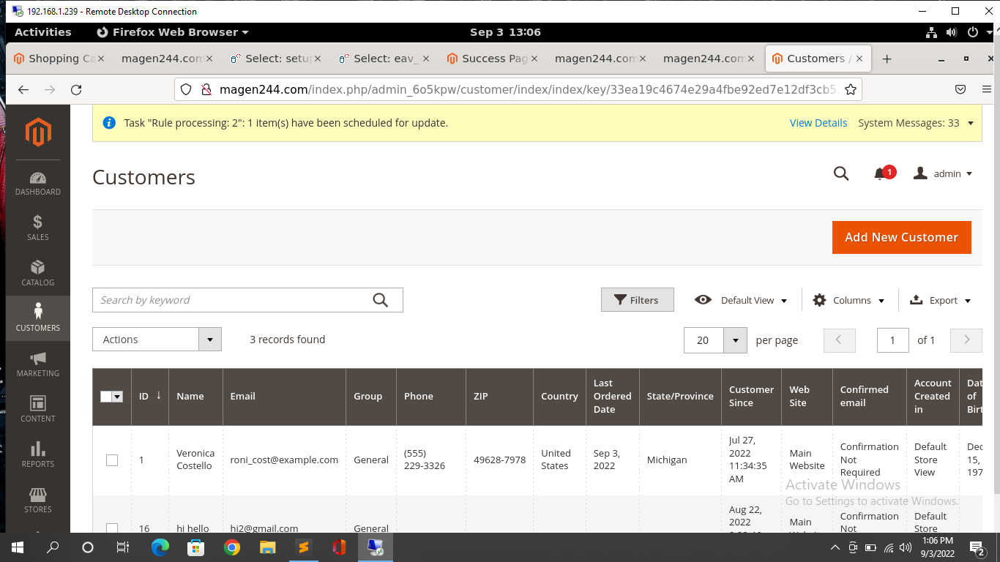 192.168.1.239 - Remote Desktop Connection
Activities Firefox Web Browser Sep 3 13:06
Shopping Ca magen244.com Select: setup Select: eav_ Success Pag magen244.com magen244.com Customers /
magen244.com/index.php/admin_6o5kpw/customer/index/index/key/33ea19c4674e29a4fbe92ed7e12df3cb5
Task "Rule processing: 2": 1 item(s) have been scheduled for update. View Details System Messages: 33
Customers
1 admin
DASHBOARD
SALES
CATALOG
CUSTOMERS
MARKETING
CONTENT
REPORTS
STORES
Add New Customer
Search by keyword Filters Default View Columns Export
Actions 3 records found 20 per page 1 of 1
ID Name Email Group Phone ZIP Country Last Ordered Date State/Province Customer Since Web Site Confirmed email Account Created in Dat of Birt
1 Veronica Costello roni_cost@example.com General (555) 229-3326 49628-7978 United States Sep 3, 2022 Michigan Jul 27, 2022 11:34:35 AM Main Website Confirmation Not Required Default Store View Dec 15, 197
16 hi hello hi2@gmail.com General Aug 22, 2022 Main Confirmation Not Default Store
Activate Windows
Go to Settings to activate Windows.
1:06 PM
9/3/2022
2